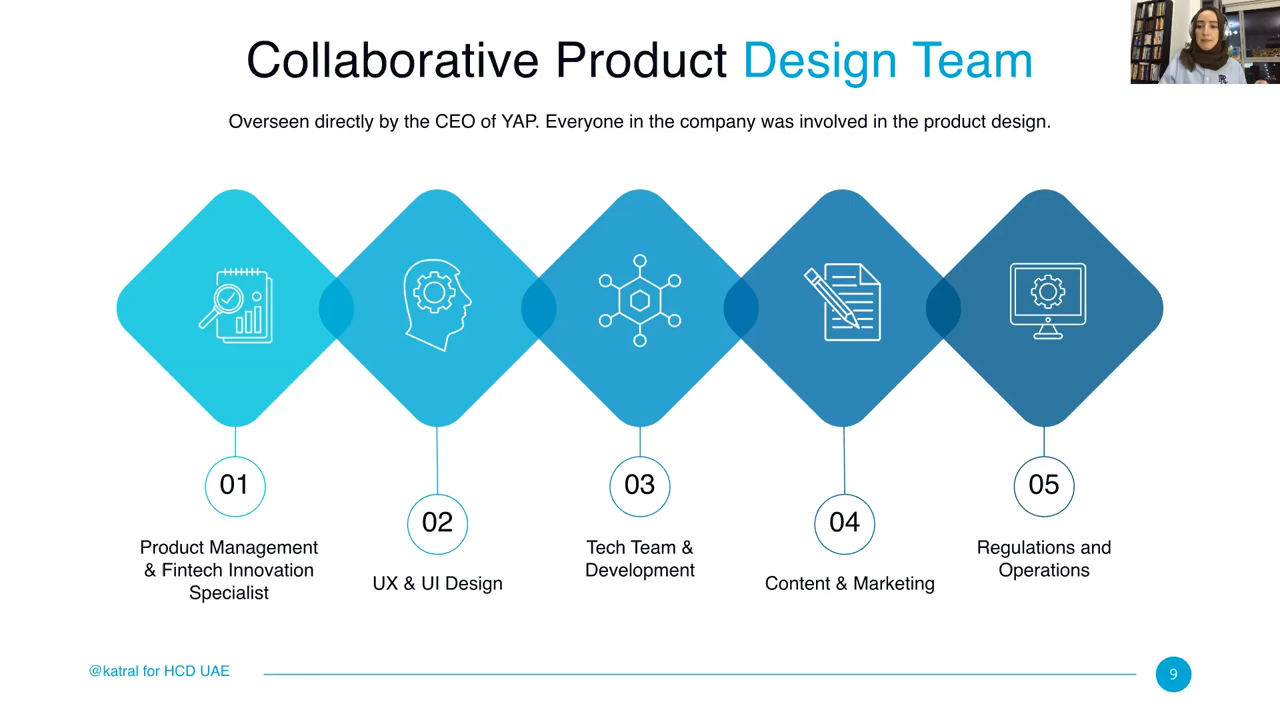 Collaborative Product Design Team
Overseen directly by the CEO of YAP. Everyone in the company was involved in the product design.
01
Product Management
& Fintech Innovation
Specialist
02
UX & UI Design
03
Tech Team &
Development
04
Content & Marketing
05
Regulations and
Operations
@katral for HCD UAE
9